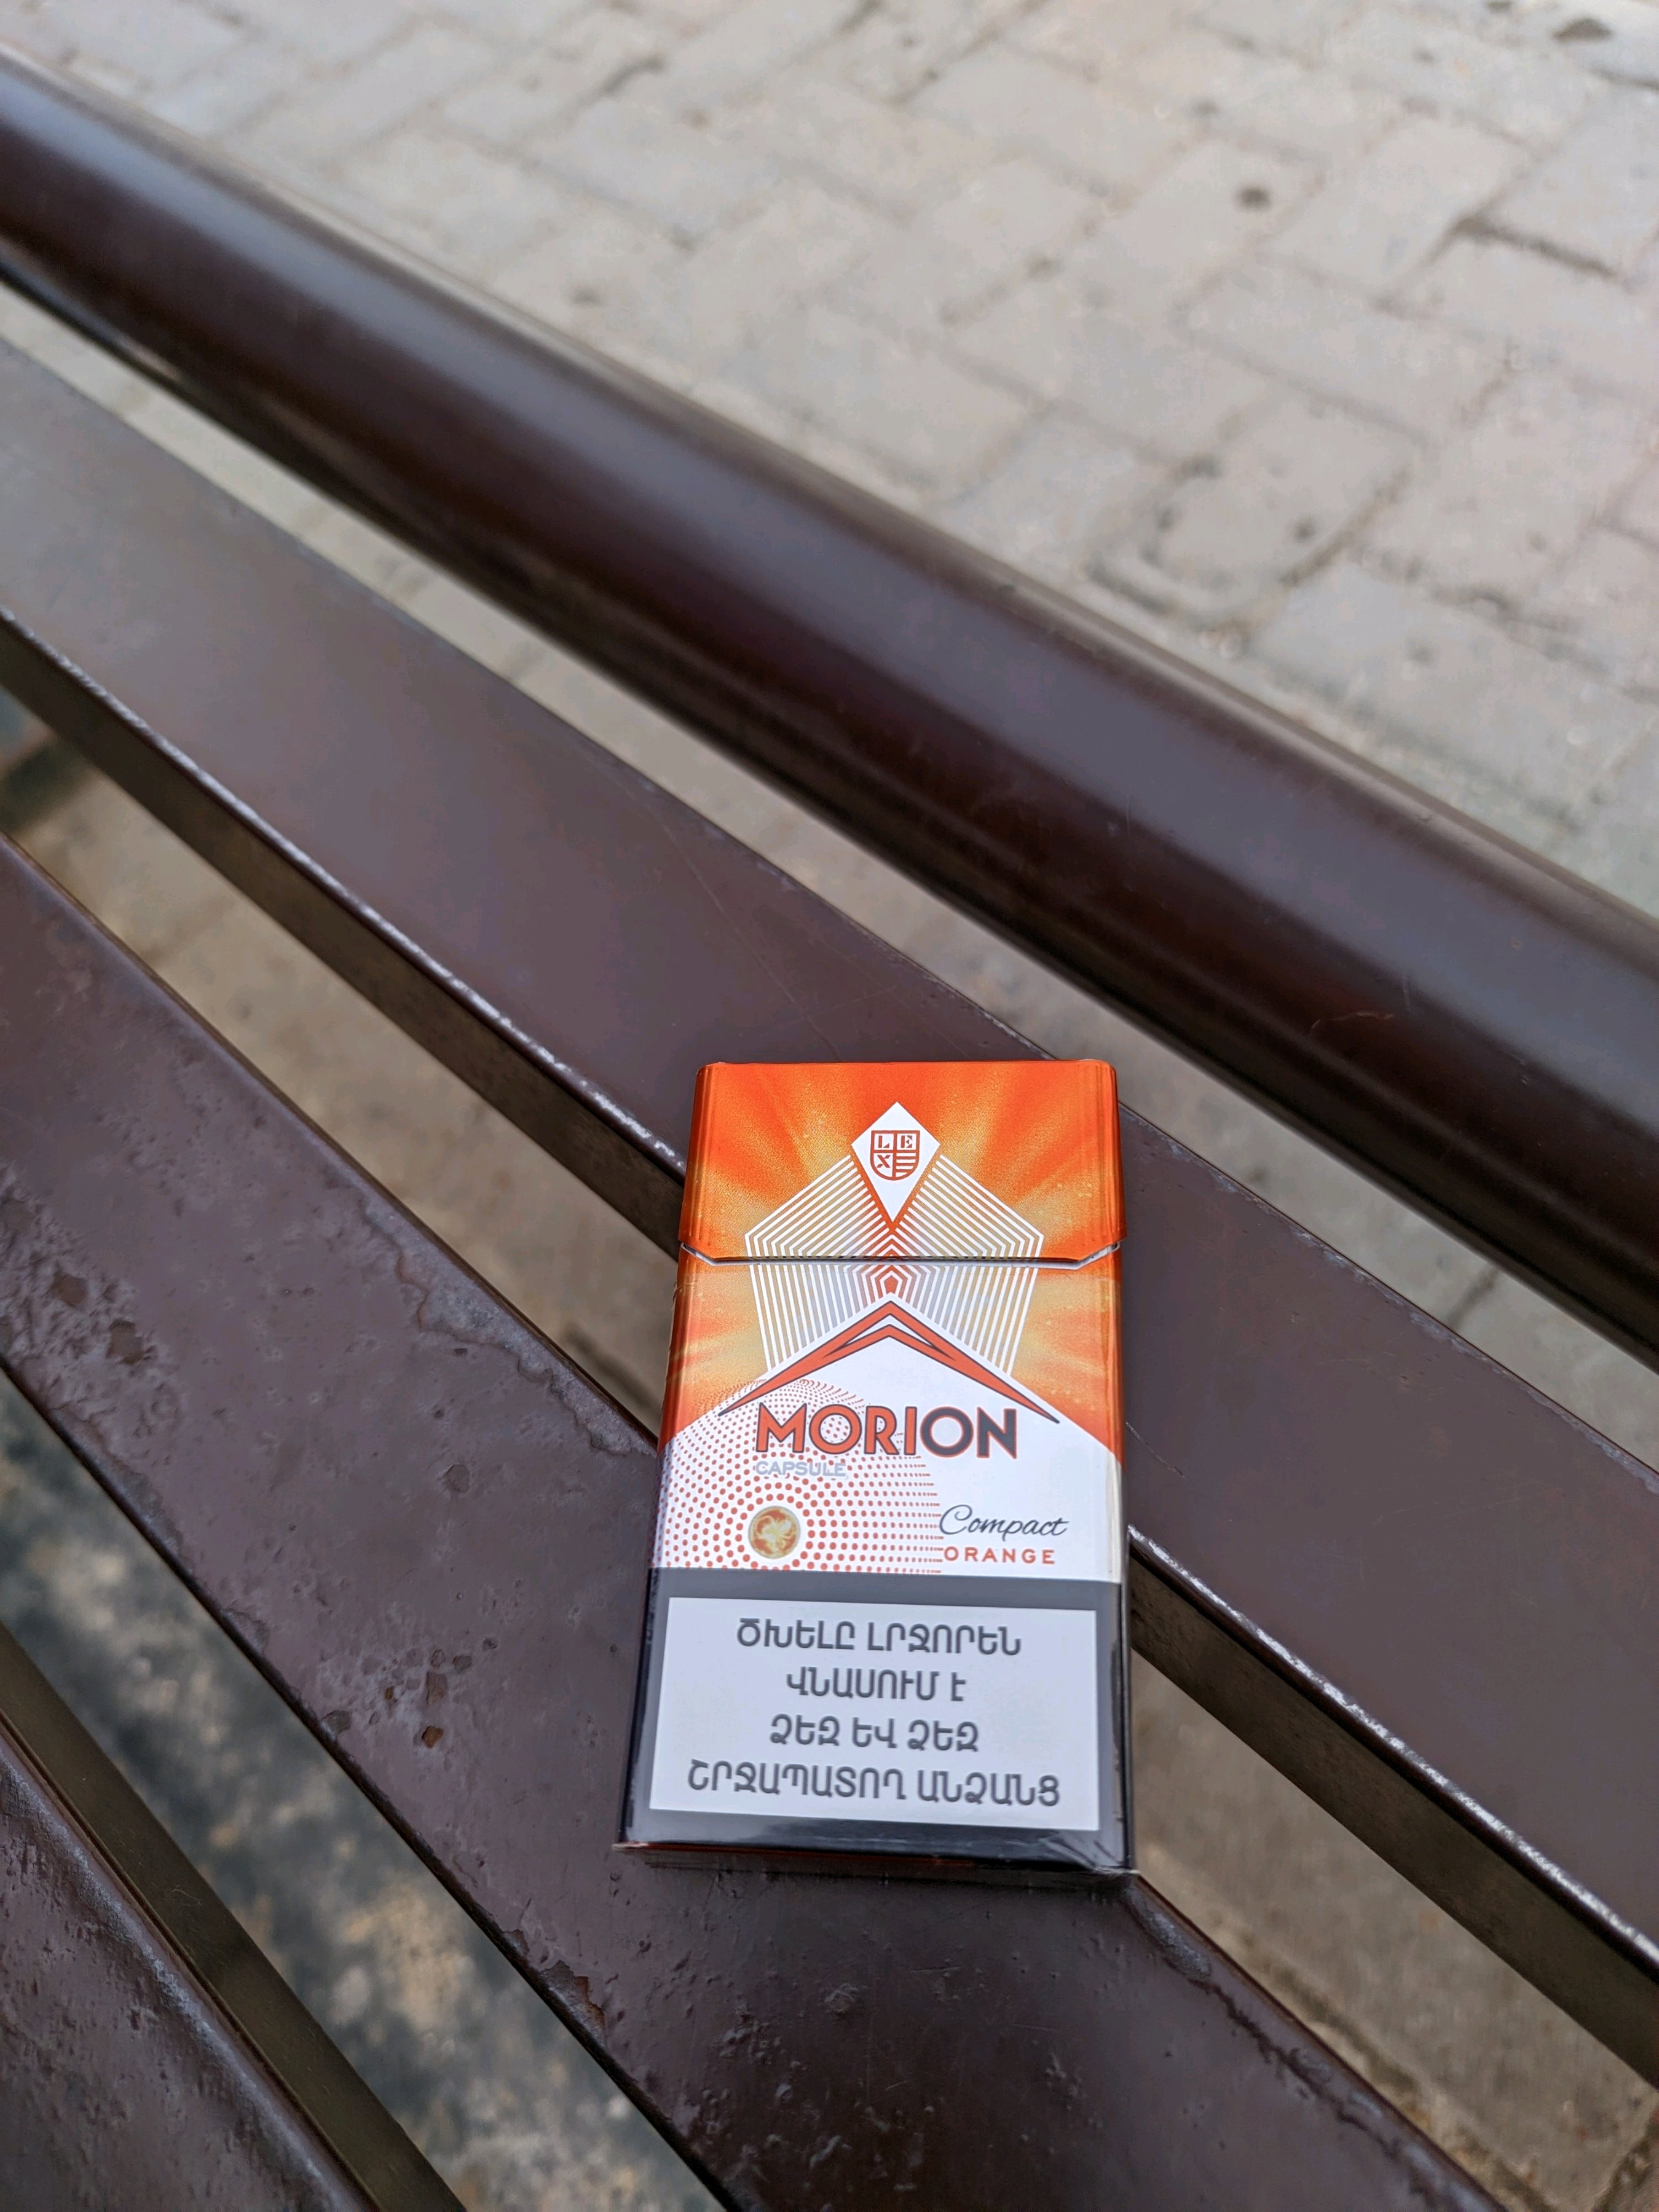 L E
X
MORION
CAPSULE
Compact
ORANGE
ԾԽԵԼԸ ԼՐՋՈՐԵՆ
ՎՆԱՍՈՒՄ է
ՁԵԶ ԵՎ ՁԵԶ
ՇՐՋԱՊԱՏՈՂ ԱՆՁԱՆՑ